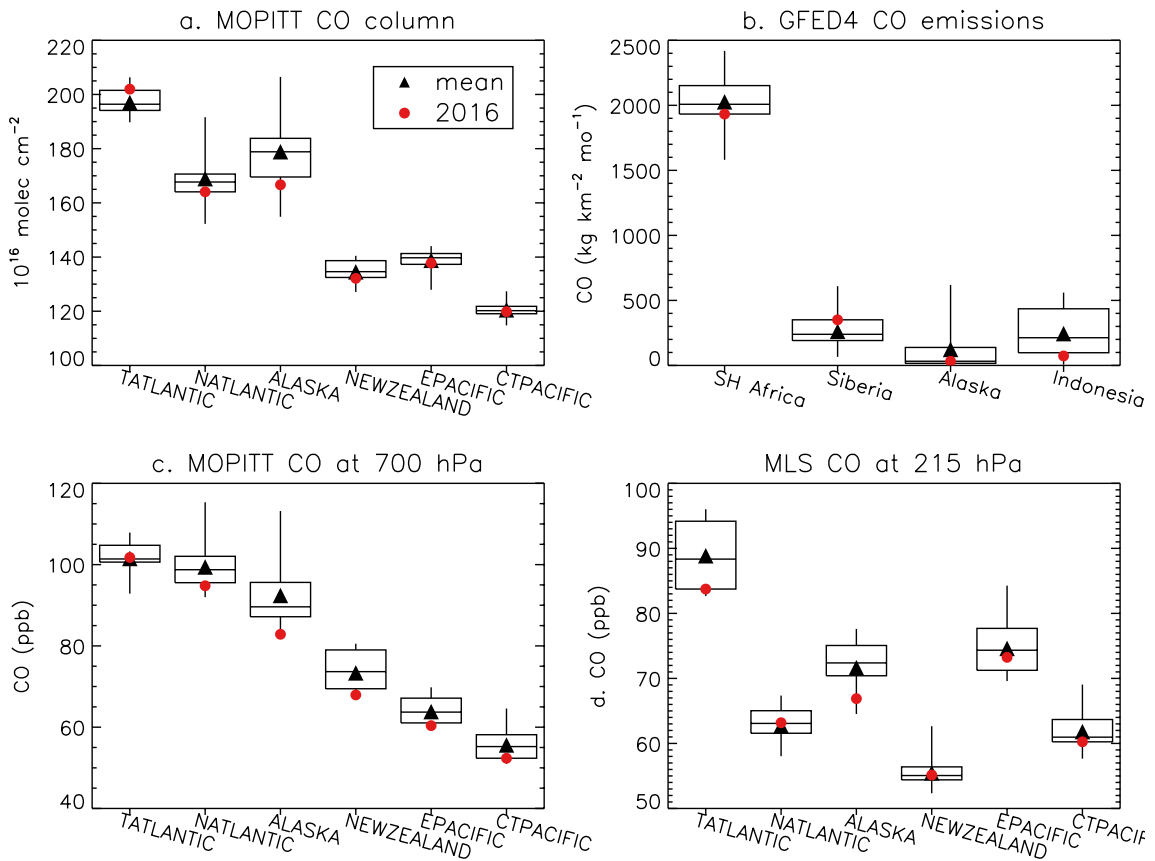 a. MOPITT CO column
220
200
180
160
140
120
100
10¹⁶ molec cm⁻²
mean
2016
TATLANTIC
NATLANTIC
ALASKA
NEWZEALAND
EPACIFIC
CTPACIFIC
b. GFED4 CO emissions
2500
2000
1500
1000
500
0
CO (kg km⁻² mo⁻¹)
SH Africa
Siberia
Alaska
Indonesia
c. MOPITT CO at 700 hPa
120
100
80
60
40
CO (ppb)
TATLANTIC
NATLANTIC
ALASKA
NEWZEALAND
EPACIFIC
CTPACIFIC
MLS CO at 215 hPa
100
90
80
70
60
50
d. CO (ppb)
TATLANTIC
NATLANTIC
ALASKA
NEWZEALAND
EPACIFIC
CTPACIF